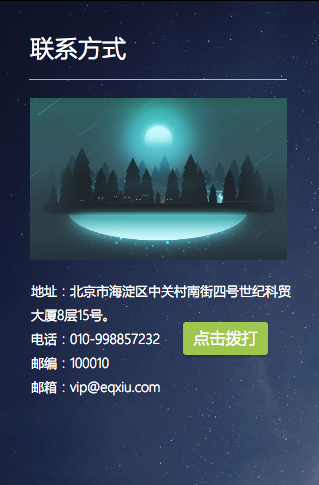 联系方式
地址：北京市海淀区中关村南街四号世纪科贸
大厦8层15号。
电话：010-998857232
点击拨打
邮编：100010
邮箱：vip@eqxiu.com